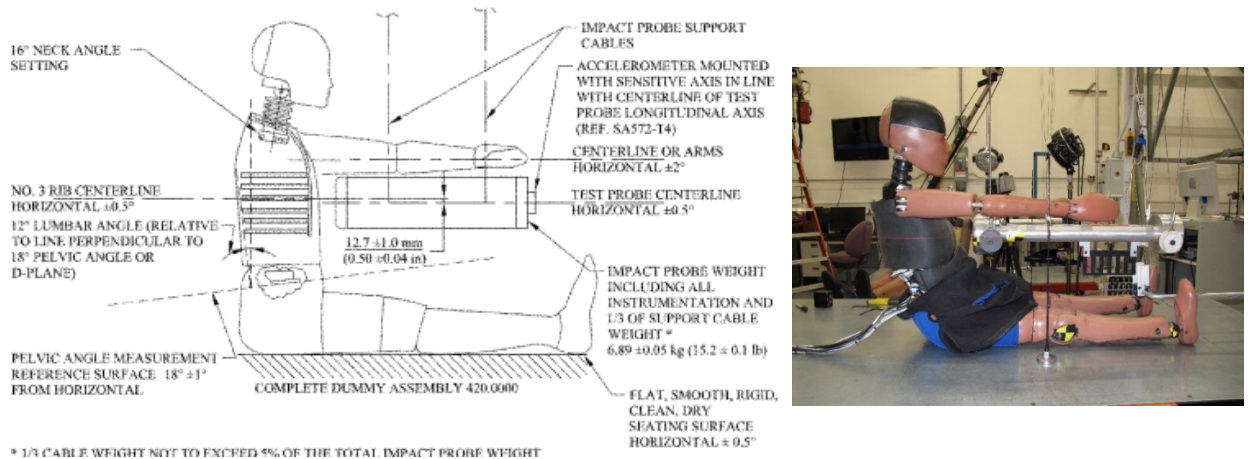 16° NECK ANGLE
SETTING
NO. 3 RIB CENTERLINE
HORIZONTAL ±0.5°
12° LUMBAR ANGLE (RELATIVE
TO LINE PERPENDICULAR TO
18° PELVIC ANGLE OR
D-PLANE)
PELVIC ANGLE MEASUREMENT
REFERENCE SURFACE 18° ±1°
FROM HORIZONTAL
12.7 ±1.0 mm
(0.50 ±0.04 in)
COMPLETE DUMMY ASSEMBLY 420.0000
IMPACT PROBE SUPPORT
CABLES
ACCELEROMETER MOUNTED
WITH SENSITIVE AXIS IN LINE
WITH CENTERLINE OF TEST
PROBE LONGITUDINAL AXIS
(REF. SA572-T4)
CENTERLINE OR ARMS
HORIZONTAL ±2°
TEST PROBE CENTERLINE
HORIZONTAL ±0.5°
IMPACT PROBE WEIGHT
INCLUDING ALL
INSTRUMENTATION AND
1/3 OF SUPPORT CABLE
WEIGHT *
6.89 ±0.05 kg (15.2 ± 0.1 lb)
FLAT, SMOOTH, RIGID,
CLEAN, DRY
SEATING SURFACE
HORIZONTAL ± 0.5°
* 1/3 CABLE WEIGHT NOT TO EXCEED 5% OF THE TOTAL IMPACT PROBE WEIGHT